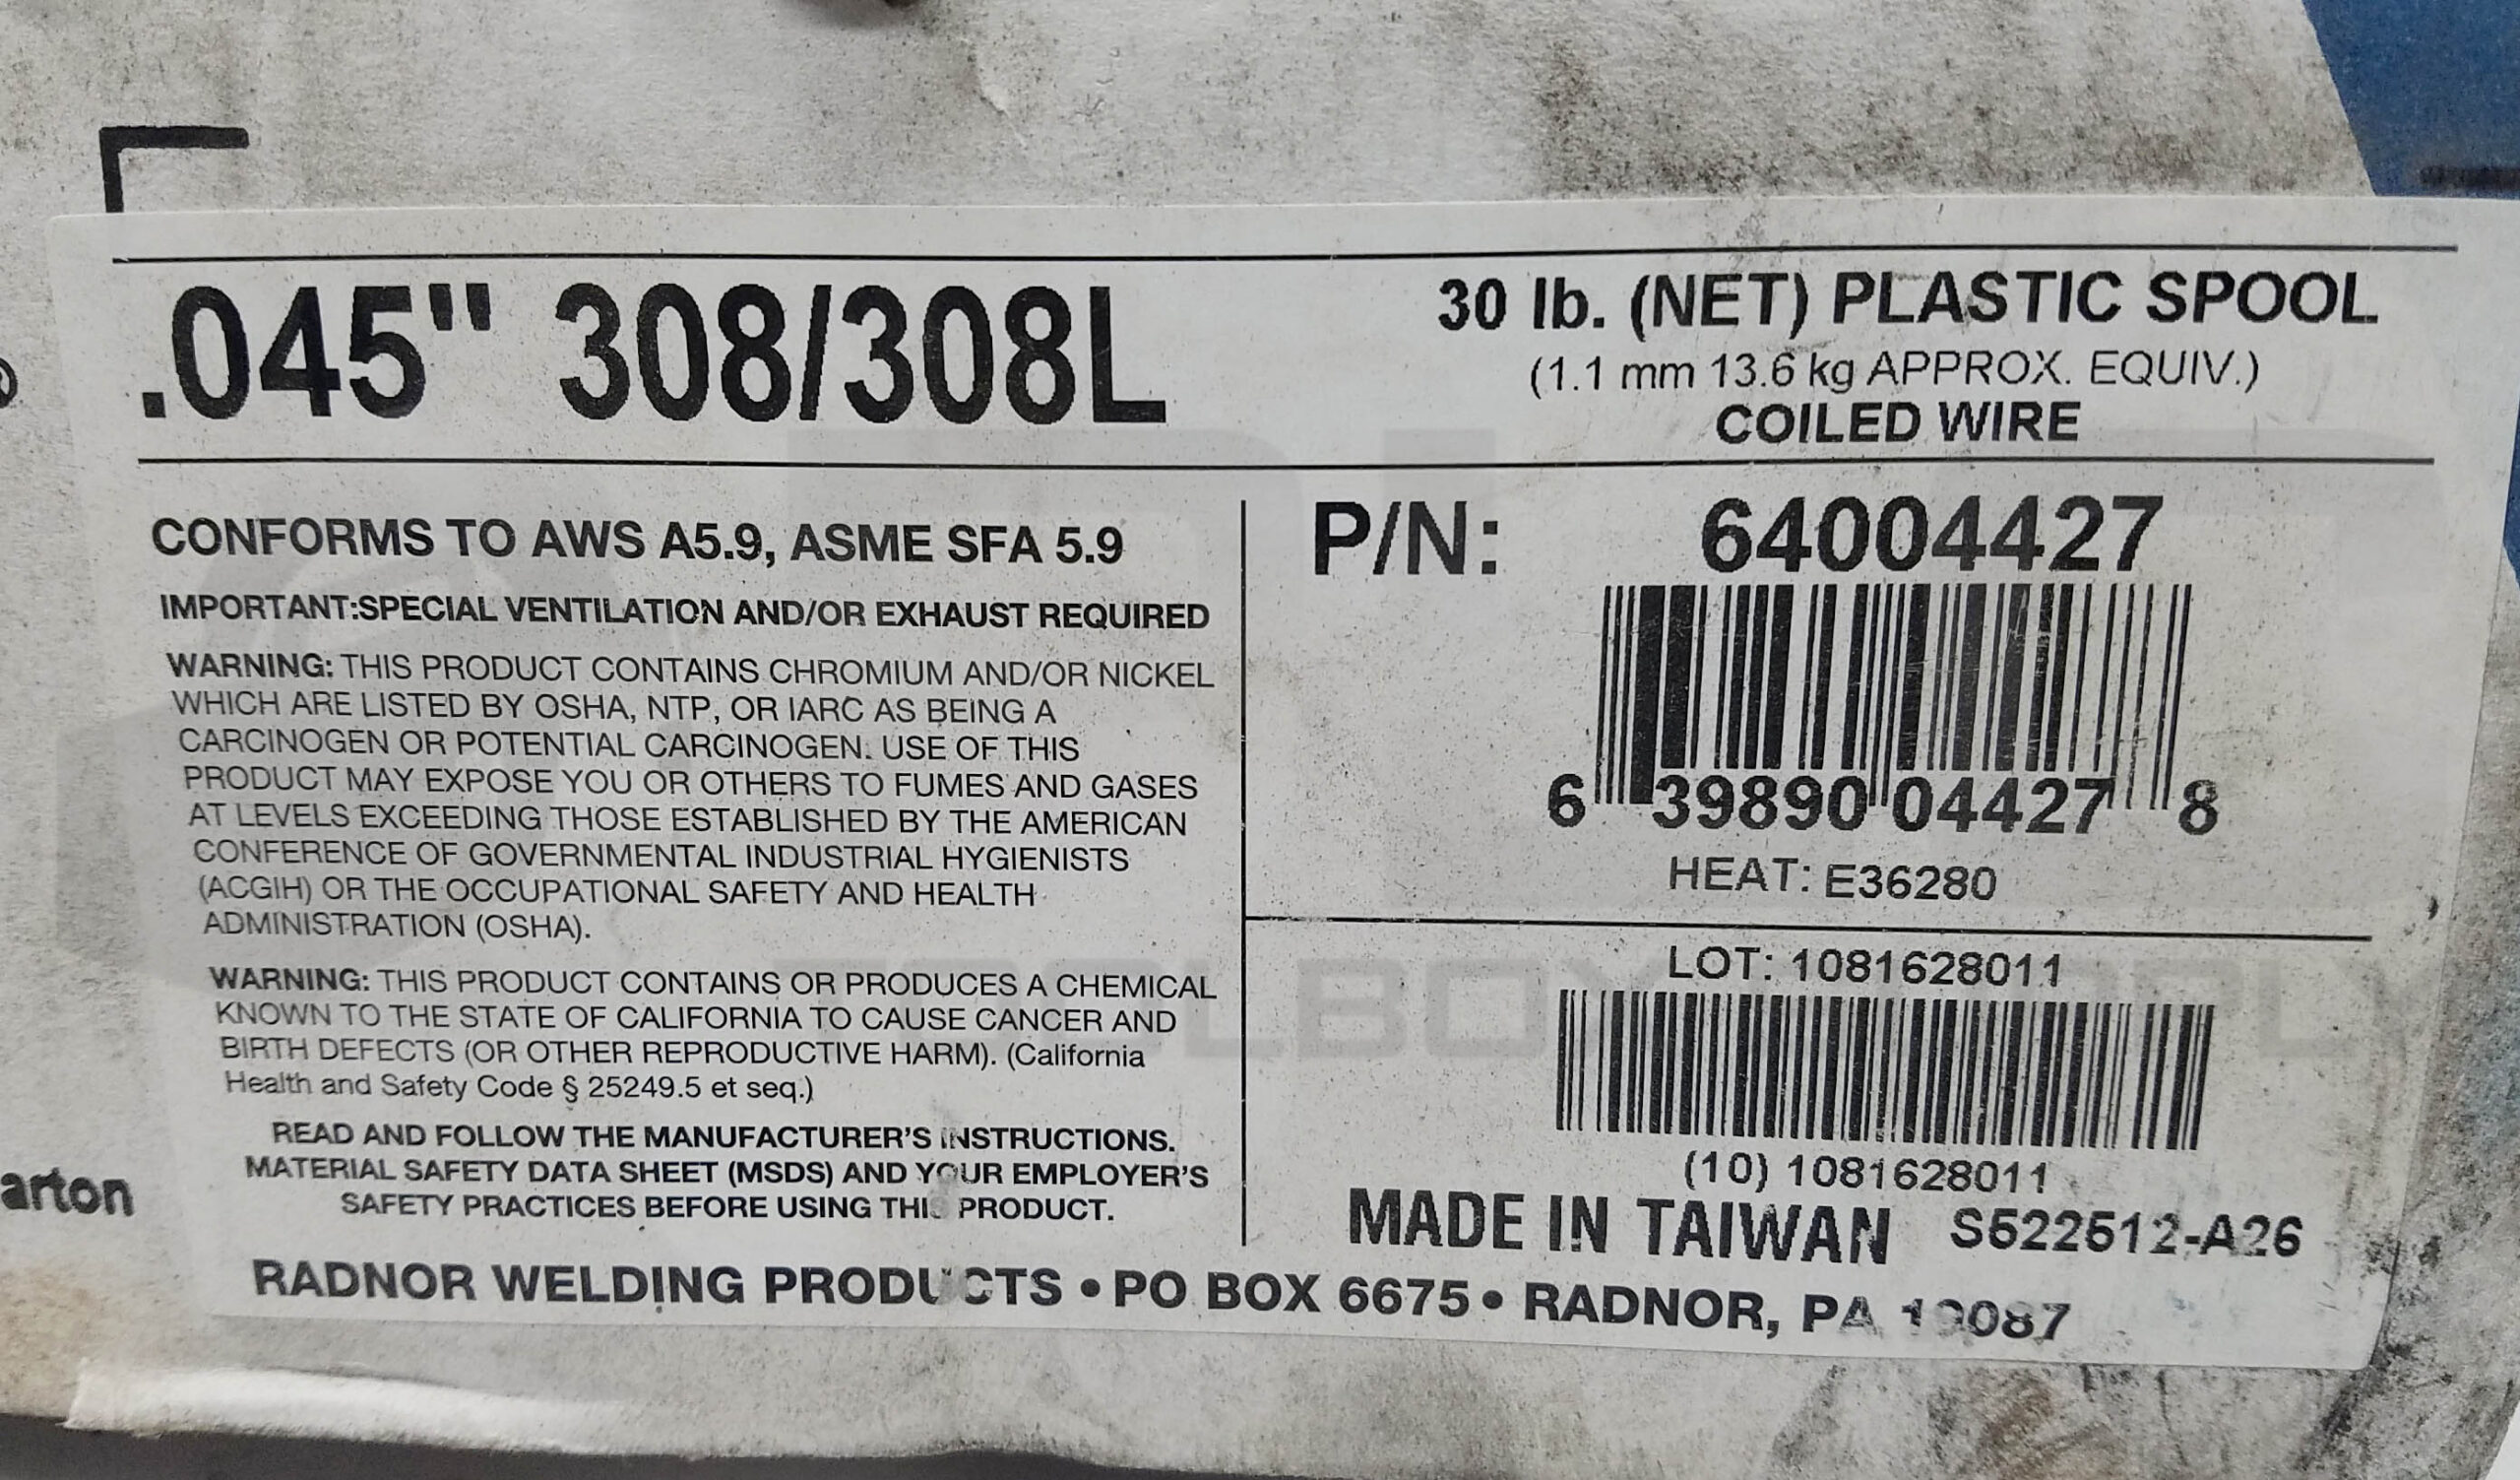 .045" 308/308L
30 lb. (NET) PLASTIC SPOOL
(1.1 mm 13.6 kg APPROX. EQUIV.)
COILED WIRE
CONFORMS TO AWS A5.9, ASME SFA 5.9
IMPORTANT:SPECIAL VENTILATION AND/OR EXHAUST REQUIRED
WARNING: THIS PRODUCT CONTAINS CHROMIUM AND/OR NICKEL
WHICH ARE LISTED BY OSHA, NTP, OR IARC AS BEING A
CARCINOGEN OR POTENTIAL CARCINOGEN. USE OF THIS
PRODUCT MAY EXPOSE YOU OR OTHERS TO FUMES AND GASES
AT LEVELS EXCEEDING THOSE ESTABLISHED BY THE AMERICAN
CONFERENCE OF GOVERNMENTAL INDUSTRIAL HYGIENISTS
(ACGIH) OR THE OCCUPATIONAL SAFETY AND HEALTH
ADMINISTRATION (OSHA).
WARNING: THIS PRODUCT CONTAINS OR PRODUCES A CHEMICAL
KNOWN TO THE STATE OF CALIFORNIA TO CAUSE CANCER AND
BIRTH DEFECTS (OR OTHER REPRODUCTIVE HARM). (California
Health and Safety Code § 25249.5 et seq.)
READ AND FOLLOW THE MANUFACTURER'S INSTRUCTIONS.
MATERIAL SAFETY DATA SHEET (MSDS) AND YOUR EMPLOYER'S
SAFETY PRACTICES BEFORE USING THIS PRODUCT.
P/N: 64004427
6 39890 04427 8
HEAT: E36280
LOT: 1081628011
(10) 1081628011
MADE IN TAIWAN S522512-A26
RADNOR WELDING PRODUCTS • PO BOX 6675 • RADNOR, PA 19087
arton